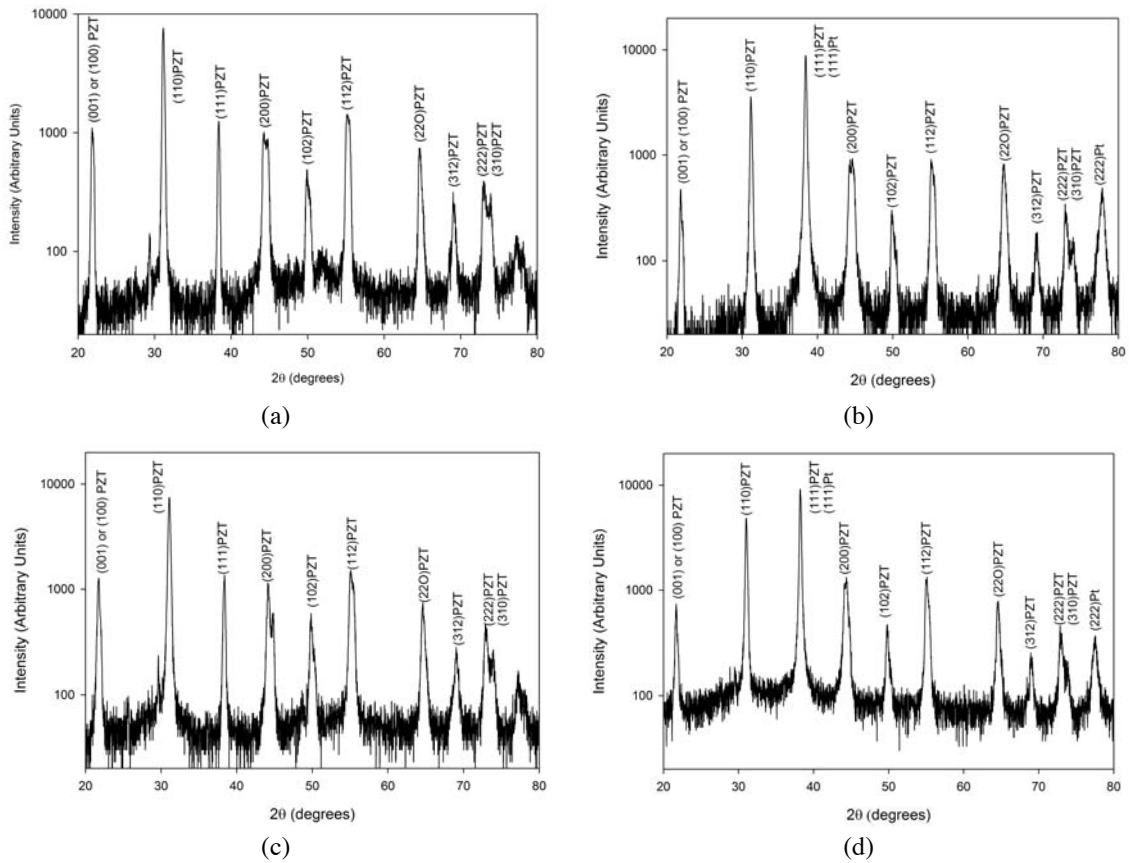 10000
1000
100
Intensity (Arbitrary Units)
(001) or (100) PZT
(110)PZT
(111)PZT
(200)PZT
(102)PZT
(112)PZT
(22O)PZT
(312)PZT
(222)PZT
(310)PZT
20 30 40 50 60 70 80
2θ (degrees)
(a)
10000
1000
100
Intensity (Arbitrary Units)
(001) or (100) PZT
(110)PZT
(111)PZT
(111)Pt
(200)PZT
(102)PZT
(112)PZT
(22O)PZT
(312)PZT
(222)PZT
(310)PZT
(222)Pt
20 30 40 50 60 70 80
2θ (degrees)
(b)
10000
1000
100
Intensity (Arbitrary Units)
(001) or (100) PZT
(110)PZT
(111)PZT
(200)PZT
(102)PZT
(112)PZT
(22O)PZT
(312)PZT
(222)PZT
(310)PZT
20 30 40 50 60 70 80
2θ (degrees)
(c)
10000
1000
100
Intensity (Arbitrary Units)
(001) or (100) PZT
(110)PZT
(111)PZT
(111)Pt
(200)PZT
(102)PZT
(112)PZT
(22O)PZT
(312)PZT
(222)PZT
(310)PZT
(222)Pt
20 30 40 50 60 70 80
2θ (degrees)
(d)